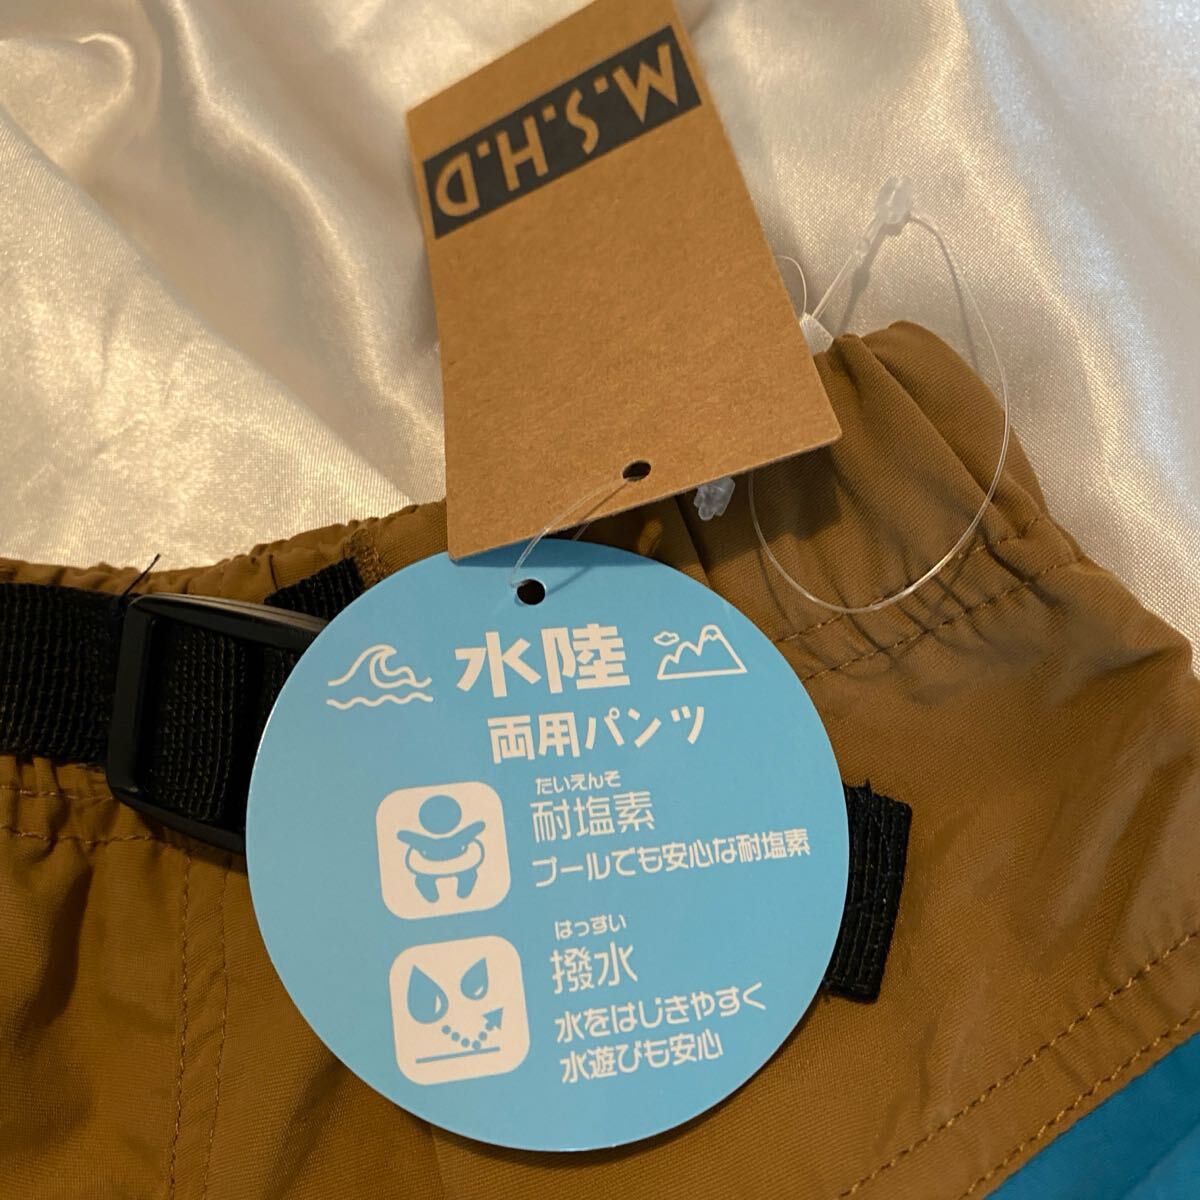 M.S.H.D
水陸
両用パンツ
たいえんそ
耐塩素
プールでも安心な耐塩素
はっすい
撥水
水をはじきやすく
水遊びも安心